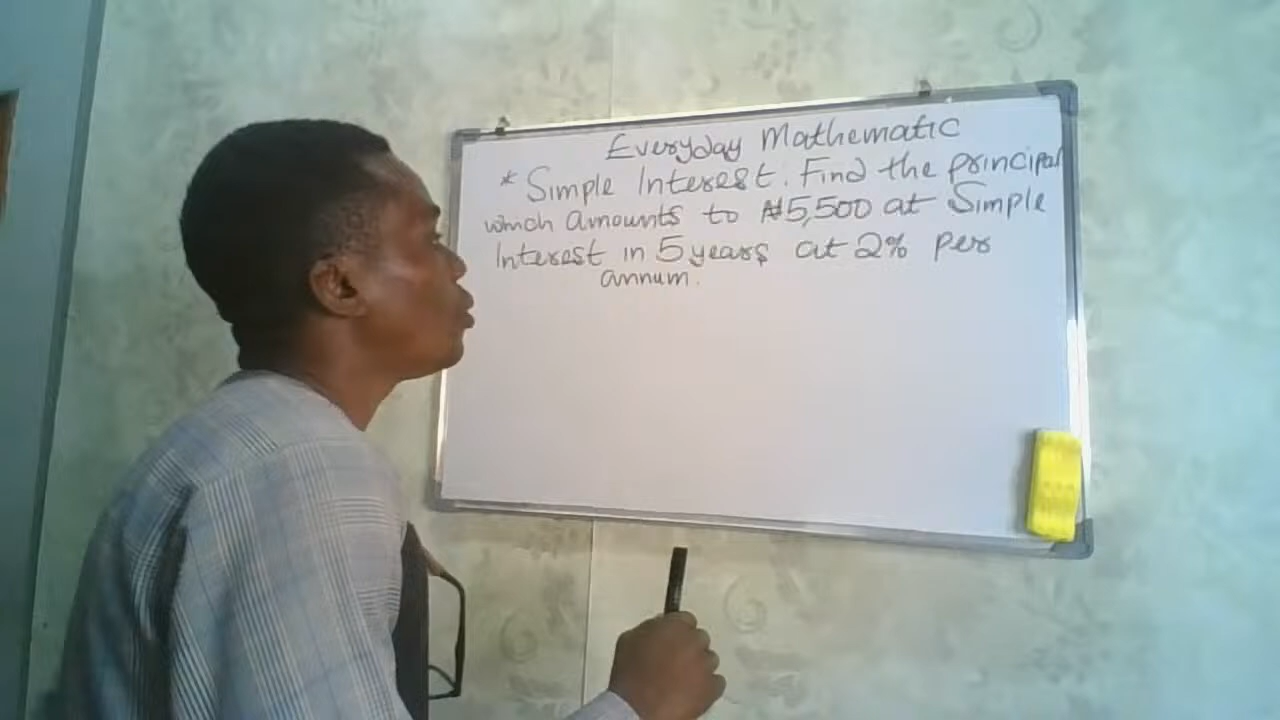 Everyday Mathematic
* Simple Interest. Find the principal
which amounts to ₦5,500 at Simple
Interest in 5 years at 2% per
annum.